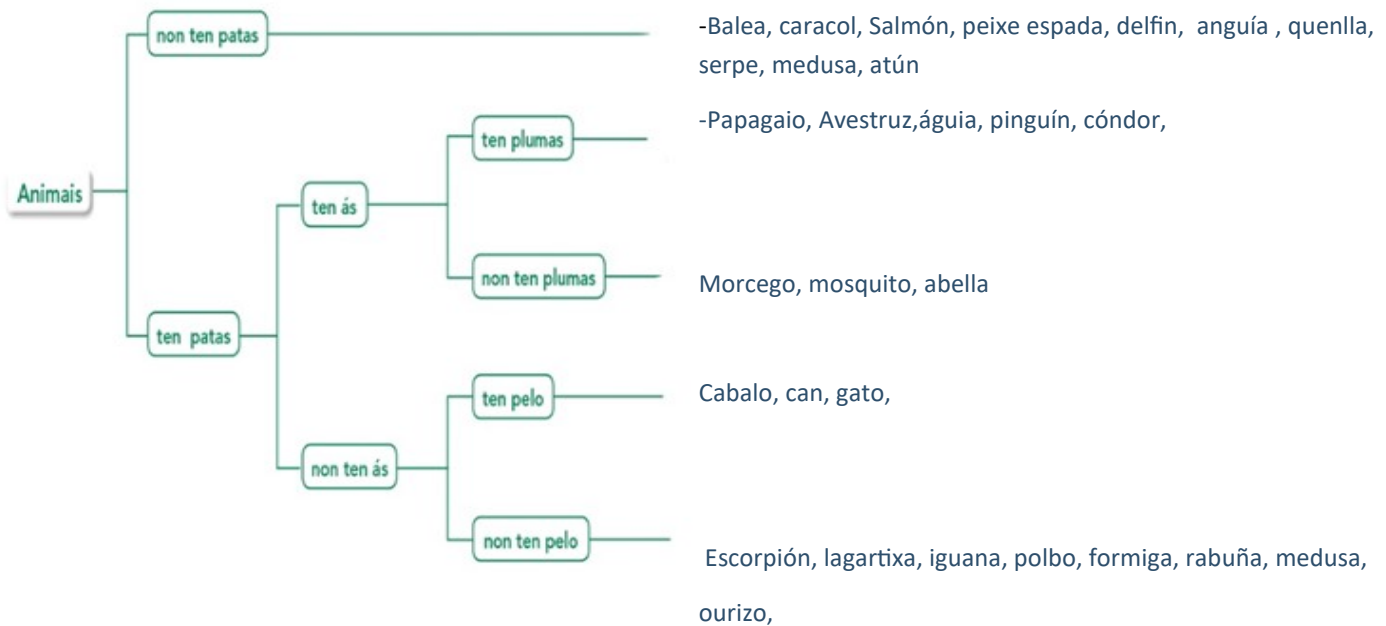 non ten patas
-Balea, caracol, Salmón, peixe espada, delfin, anguía , quenlla,
serpe, medusa, atún
ten plumas
-Papagaio, Avestruz,águia, pinguín, cóndor,
Animais
ten ás
non ten plumas
Morcego, mosquito, abella
ten patas
ten pelo
Cabalo, can, gato,
non ten ás
non ten pelo
Escorpión, lagartixa, iguana, polbo, formiga, rabuña, medusa,
ourizo,